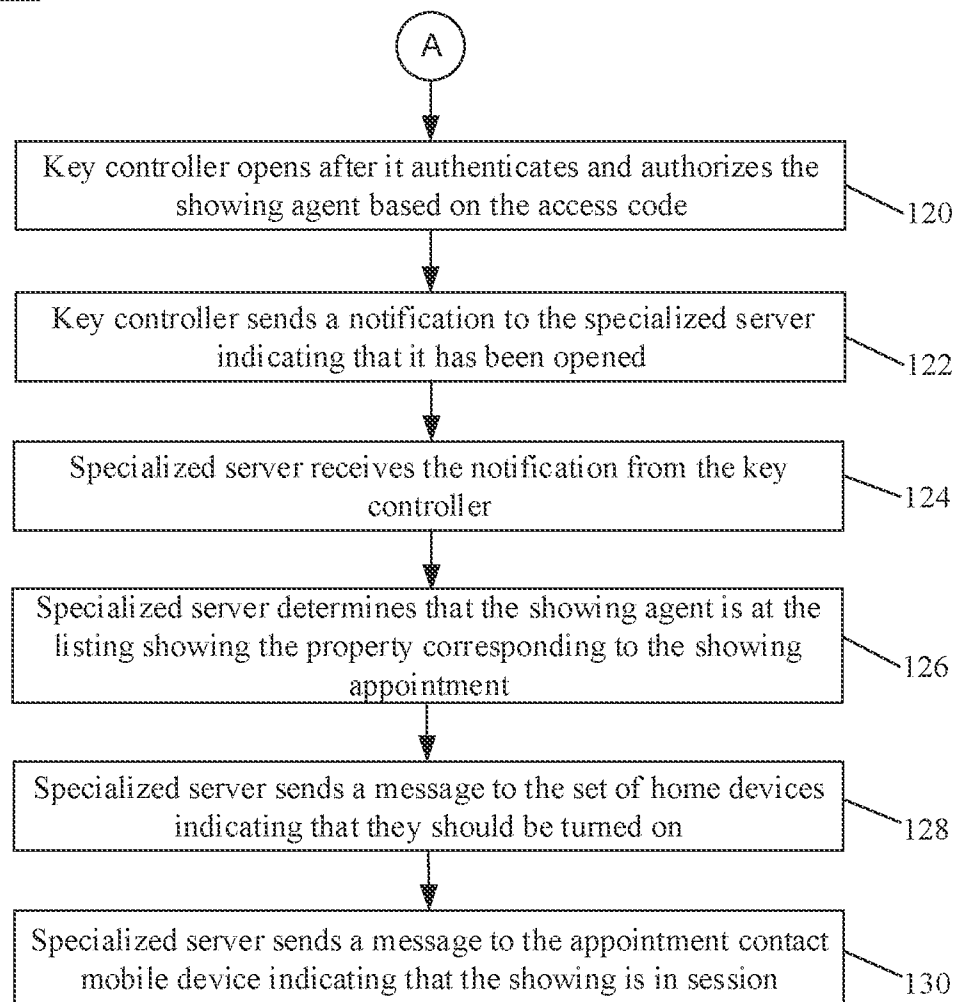 A
Key controller opens after it authenticates and authorizes the
showing agent based on the access code
120
Key controller sends a notification to the specialized server
indicating that it has been opened
122
Specialized server receives the notification from the key
controller
124
Specialized server determines that the showing agent is at the
listing showing the property corresponding to the showing
appointment
126
Specialized server sends a message to the set of home devices
indicating that they should be turned on
128
Specialized server sends a message to the appointment contact
mobile device indicating that the showing is in session
130